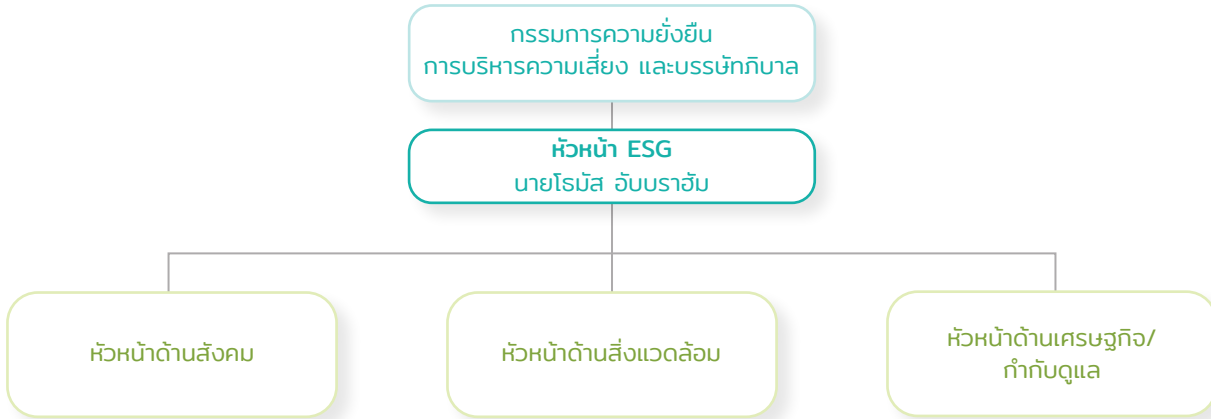 กรรมการความยั่งยืน
การบริหารความเสี่ยง และบรรษัทภิบาล
หัวหน้า ESG
นายโธมัส อับบราฮัม
หัวหน้าด้านสังคม
หัวหน้าด้านสิ่งแวดล้อม
หัวหน้าด้านเศรษฐกิจ/
กำกับดูแล